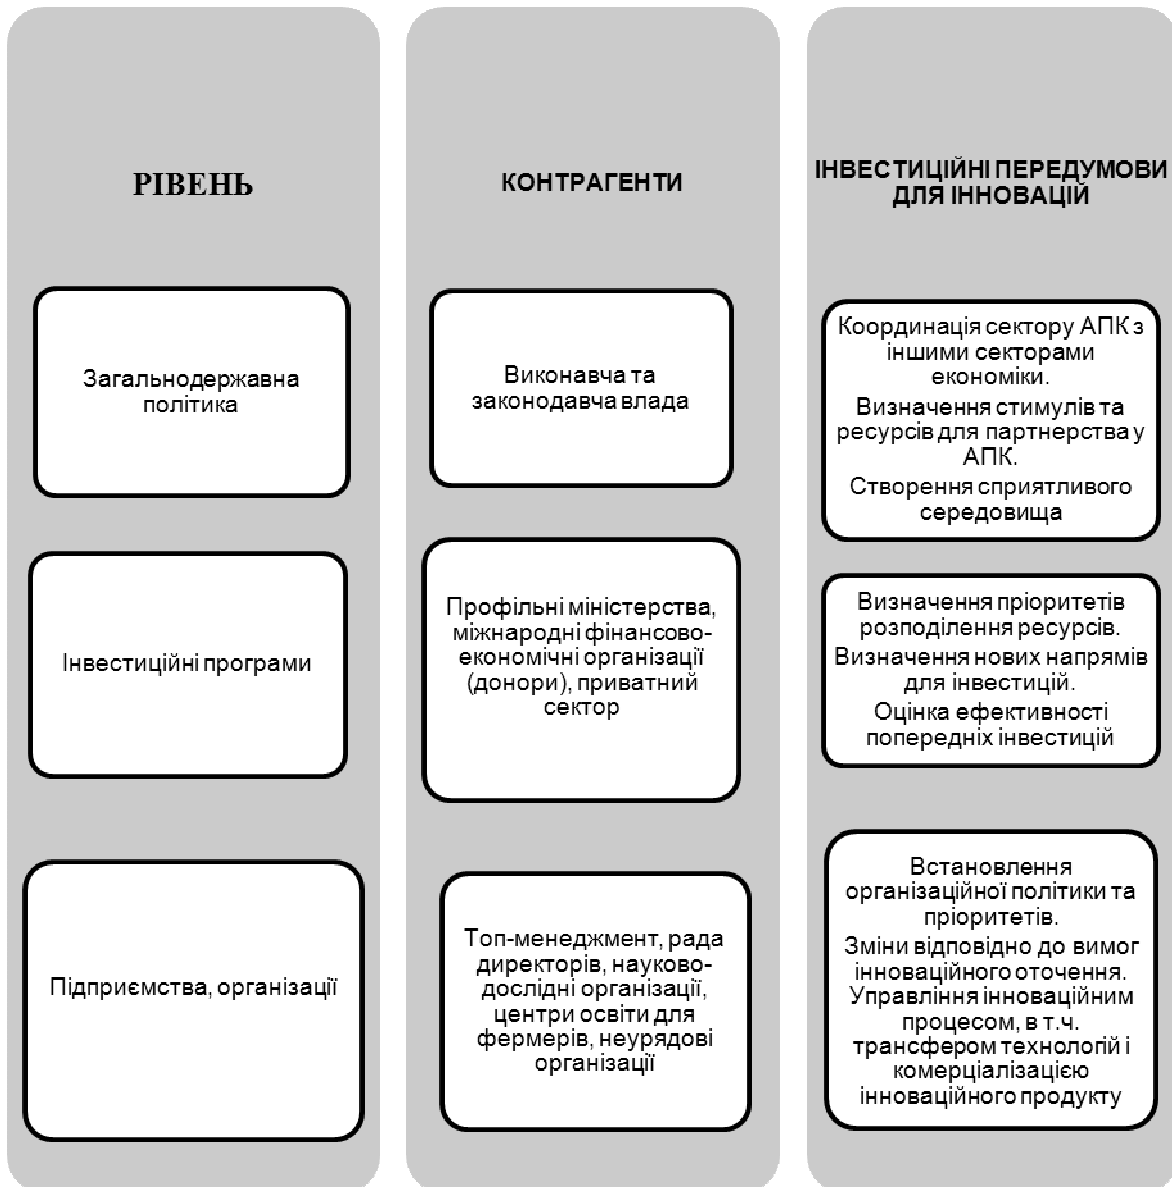 РІВЕНЬ
Загальнодержавна
політика
Інвестиційні програми
Підприємства, організації
КОНТРАГЕНТИ
Виконавча та
законодавча влада
Профільні міністерства,
міжнародні фінансово-
економічні організації
(донори), приватний
сектор
Топ-менеджмент, рада
директорів, науково-
дослідні організації,
центри освіти для
фермерів, неурядові
організації
ІНВЕСТИЦІЙНІ ПЕРЕДУМОВИ
ДЛЯ ІННОВАЦІЙ
Координація сектору АПК з
іншими секторами
економіки.
Визначення стимулів та
ресурсів для партнерства у
АПК.
Створення сприятливого
середовища
Визначення пріоритетів
розподілення ресурсів.
Визначення нових напрямів
для інвестицій.
Оцінка ефективності
попередніх інвестицій
Встановлення
організаційної політики та
пріоритетів.
Зміни відповідно до вимог
інноваційного оточення.
Управління інноваційним
процесом, в т.ч.
трансфером технологій і
комерціалізацією
інноваційного продукту